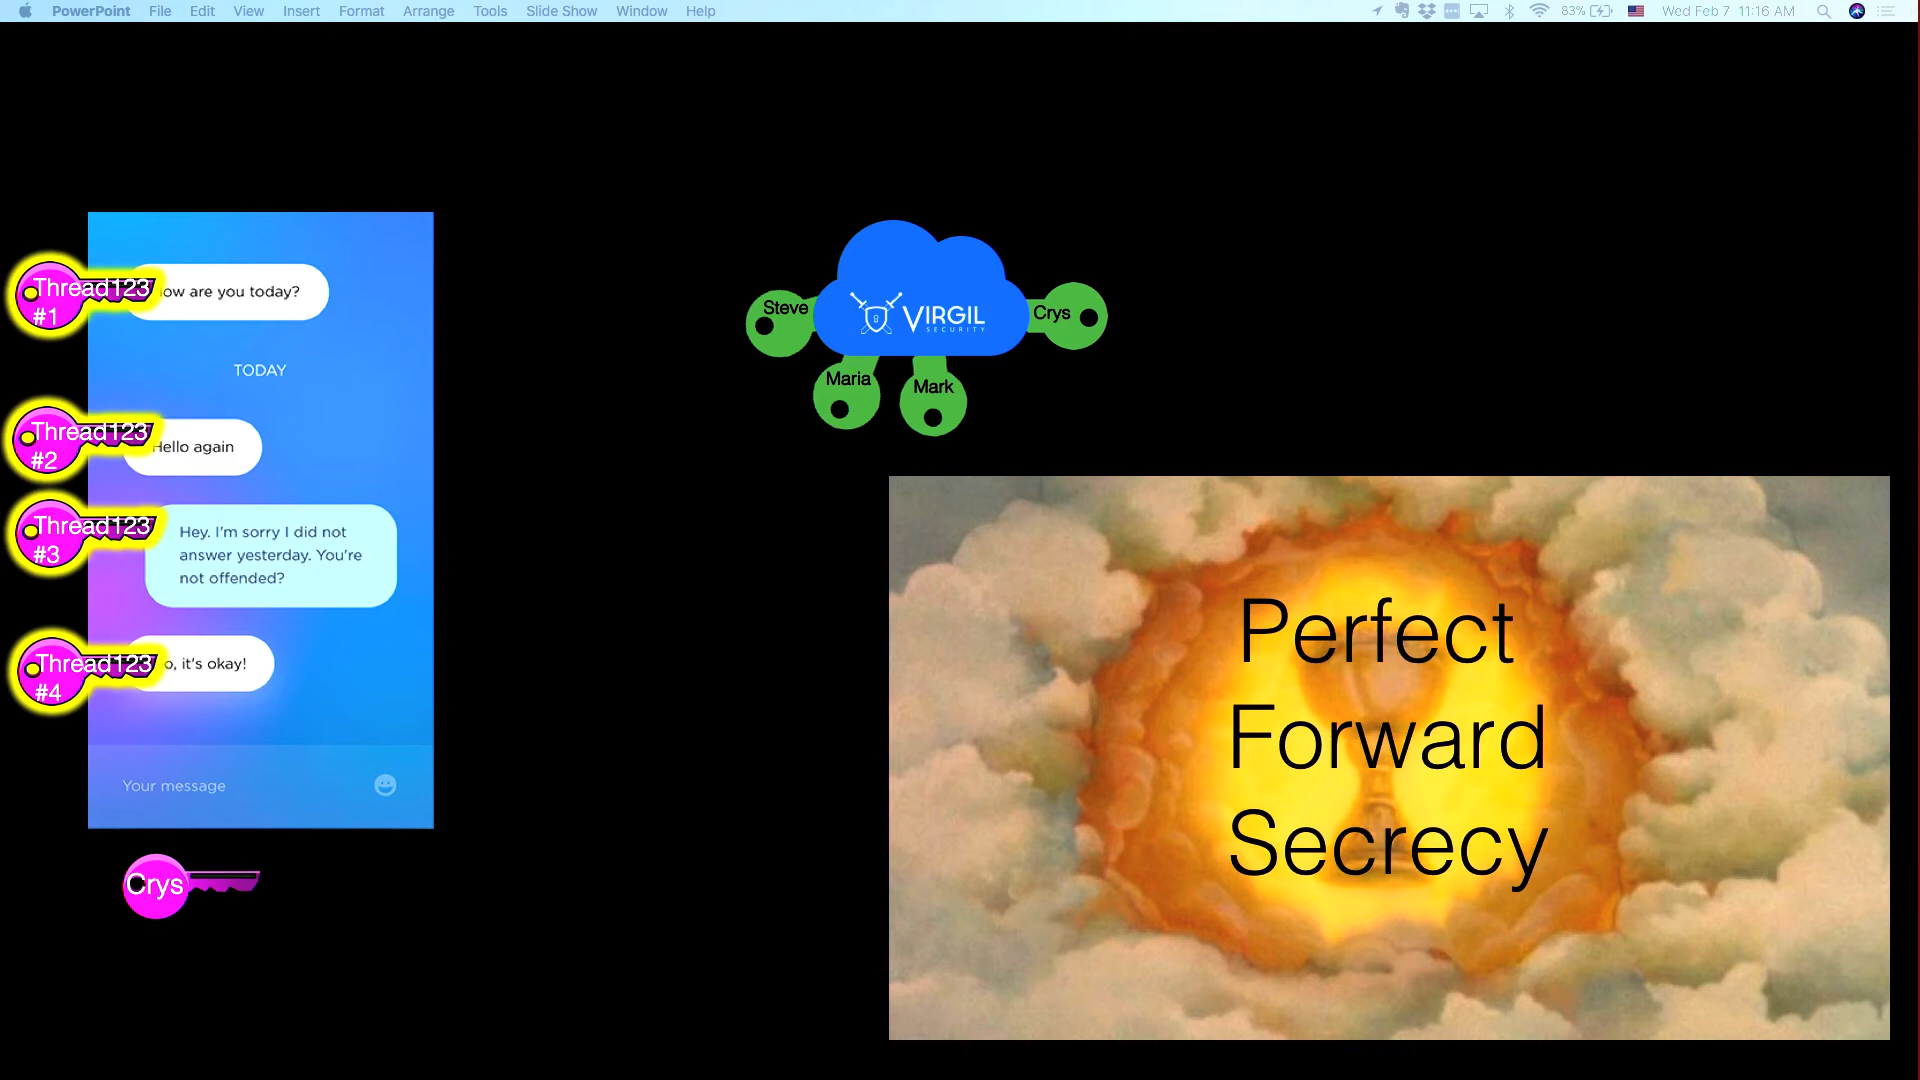 PowerPoint File Edit View Insert Format Arrange Tools Slide Show Window Help 83% Wed Feb 7 11:16 AM
Thread123
#1
ow are you today?
TODAY
Thread123
#2
Hello again
Thread123
#3
Hey. I'm sorry I did not
answer yesterday. You're
not offended?
Thread123
#4
o, it's okay!
Your message
Crys
Steve
VIRGIL
SECURITY
Crys
Maria
Mark
Perfect
Forward
Secrecy